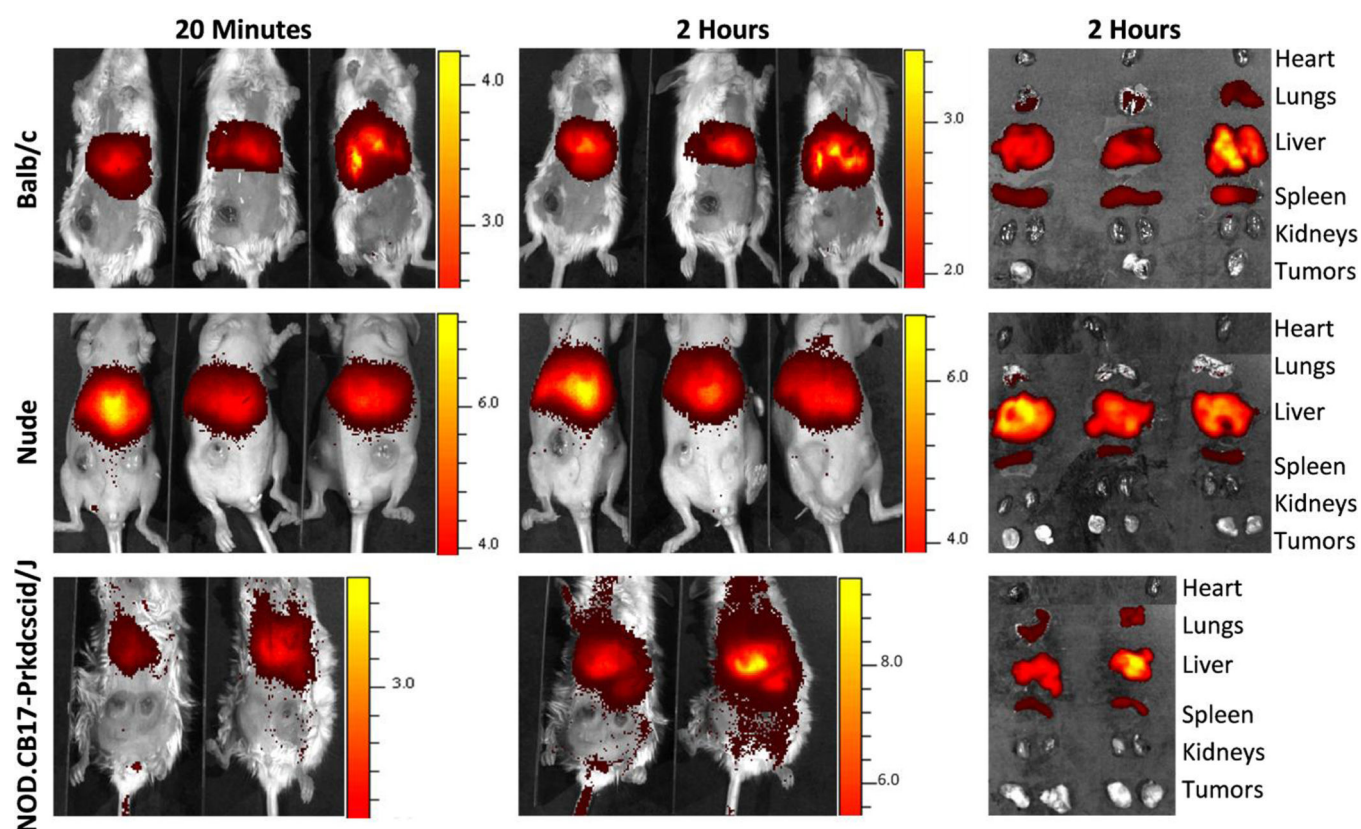 20 Minutes
2 Hours
2 Hours
Balb/c
4.0
3.0
3.0
2.0
Heart
Lungs
Liver
Spleen
Kidneys
Tumors
Nude
6.0
4.0
6.0
4.0
Heart
Lungs
Liver
Spleen
Kidneys
Tumors
NOD.CB17-Prkdcscid/J
3.0
8.0
6.0
Heart
Lungs
Liver
Spleen
Kidneys
Tumors